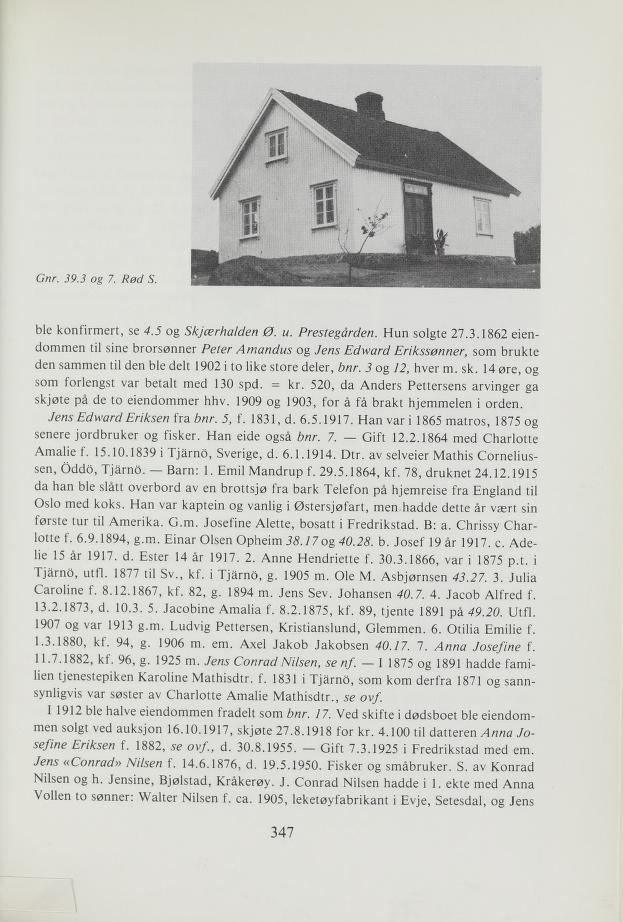 Gnr. 39.3 og 7. Rød S.
ble konfirmert, se 4.5 og Skjærhalden Ø. u. Prestegården. Hun solgte 27.3.1862 eien-
dommen til sine brorsønner Peter Amandus og Jens Edward Erikssønner, som brukte
den sammen til den ble delt 1902 i to like store deler, bnr. 3 og 12, hver m. sk. 14 øre, og
som forlengst var betalt med 130 spd. = kr. 520, da Anders Pettersens arvinger ga
skjøte på de to eiendommer hhv. 1909 og 1903, for å få brakt hjemmelen i orden.
Jens Edward Eriksen fra bnr. 5, f. 1831, d. 6.5.1917. Han var i 1865 matros, 1875 og
senere jordbruker og fisker. Han eide også bnr. 7. — Gift 12.2.1864 med Charlotte
Amalie f. 15.10.1839 i Tjärnö, Sverige, d. 6.1.1914. Dtr. av selveier Mathis Cornelius-
sen, Öddö, Tjärnö. — Barn: 1. Emil Mandrup f. 29.5.1864, kf. 78, druknet 24.12.1915
da han ble slått overbord av en brottsjø fra bark Telefon på hjemreise fra England til
Oslo med koks. Han var kaptein og vanlig i Østersjøfart, men hadde dette år vært sin
første tur til Amerika. G.m. Josefine Alette, bosatt i Fredrikstad. B: a. Chrissy Char-
lotte f. 6.9.1894, g.m. Einar Olsen Opheim 38.17 og 40.28. b. Josef 19 år 1917. c. Ade-
lie 15 år 1917. d. Ester 14 år 1917. 2. Anne Hendriette f. 30.3.1866, var i 1875 p.t. i
Tjärnö, utfl. 1877 til Sv., kf. i Tjärnö, g. 1905 m. Ole M. Asbjørnsen 43.27. 3. Julia
Caroline f. 8.12.1867, kf. 82, g. 1894 m. Jens Sev. Johansen 40.7. 4. Jacob Alfred f.
13.2.1873, d. 10.3. 5. Jacobine Amalia f. 8.2.1875, kf. 89, tjente 1891 på 49.20. Utfl.
1907 og var 1913 g.m. Ludvig Pettersen, Kristianslund, Glemmen. 6. Otilia Emilie f.
1.3.1880, kf. 94, g. 1906 m. em. Axel Jakob Jakobsen 40.17. 7. Anna Josefine f.
11.7.1882, kf. 96, g. 1925 m. Jens Conrad Nilsen, se nf. — I 1875 og 1891 hadde fami-
lien tjenestepiken Karoline Mathisdtr. f. 1831 i Tjärnö, som kom derfra 1871 og sann-
synligvis var søster av Charlotte Amalie Mathisdtr., se ovf.
I 1912 ble halve eiendommen fradelt som bnr. 17. Ved skifte i dødsboet ble eiendom-
men solgt ved auksjon 16.10.1917, skjøte 27.8.1918 for kr. 4.100 til datteren Anna Jo-
sefine Eriksen f. 1882, se ovf., d. 30.8.1955. — Gift 7.3.1925 i Fredrikstad med em.
Jens «Conrad» Nilsen f. 14.6.1876, d. 19.5.1950. Fisker og småbruker. S. av Konrad
Nilsen og h. Jensine, Bjølstad, Kråkerøy. J. Conrad Nilsen hadde i 1. ekte med Anna
Vollen to sønner: Walter Nilsen f. ca. 1905, leketøyfabrikant i Evje, Setesdal, og Jens
347